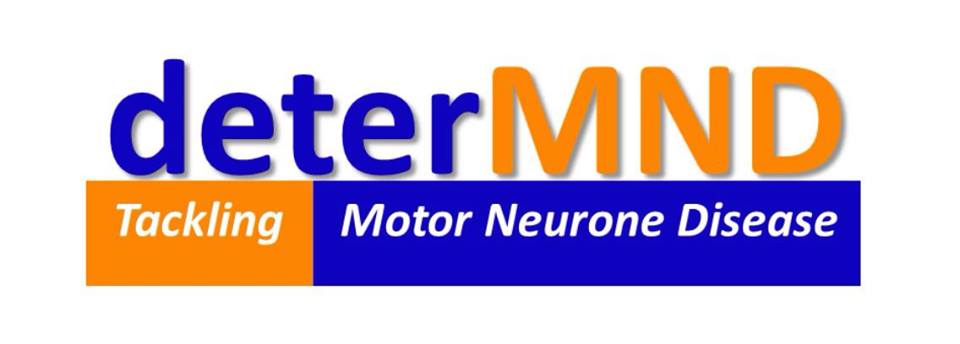 deterMND
Tackling Motor Neurone Disease